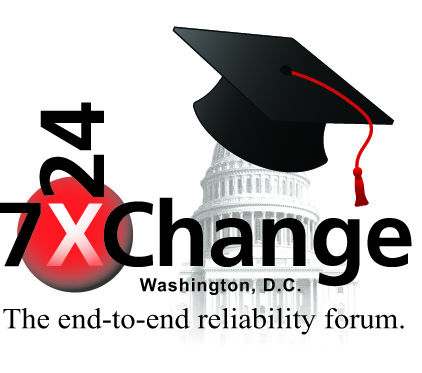 7x24
xChange
Washington, D.C.
The end-to-end reliability forum.